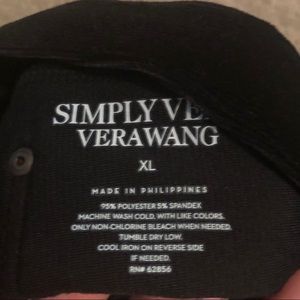 SIMPLY VE
VERAWANG
XL
MADE IN PHILIPPINES
95% POLYESTER 5% SPANDEX
MACHINE WASH COLD, WITH LIKE COLORS.
ONLY NON-CHLORINE BLEACH WHEN NEEDED.
TUMBLE DRY LOW.
COOL IRON ON REVERSE SIDE
IF NEEDED.
RN# 62856